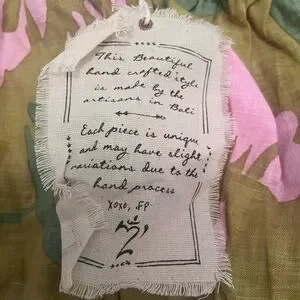 This Beautiful
hand crafted style
is made by the
artisans in Bali
Each piece is unique
and may have slight
variations due to the
hand process
xoxo, FP